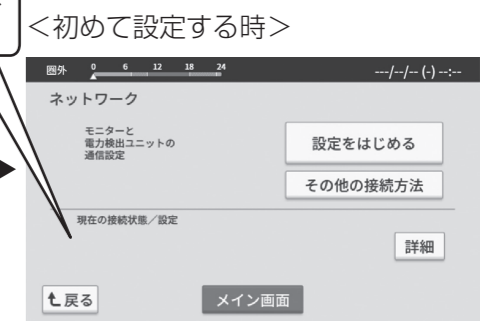 ＜初めて設定する時＞
圏外 0 6 12 18 24 ---/--/-- (-) --:--
ネットワーク
モニターと
電力検出ユニットの
通信設定
設定をはじめる
その他の接続方法
現在の接続状態／設定
詳細
戻る
メイン画面